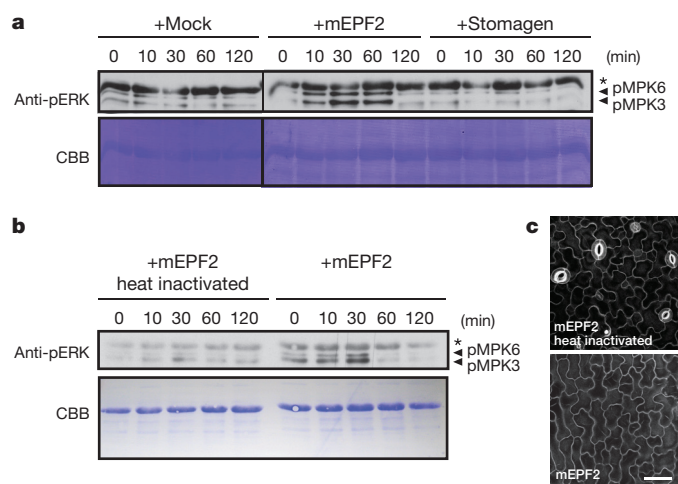 a
+Mock +mEPF2 +Stomagen
0 10 30 60 120 0 10 30 60 120 0 10 30 60 120 (min)
Anti-pERK
*
pMPK6
pMPK3
CBB
b
+mEPF2
heat inactivated
+mEPF2
0 10 30 60 120 0 10 30 60 120 (min)
Anti-pERK
*
pMPK6
pMPK3
CBB
c
mEPF2
heat inactivated
mEPF2